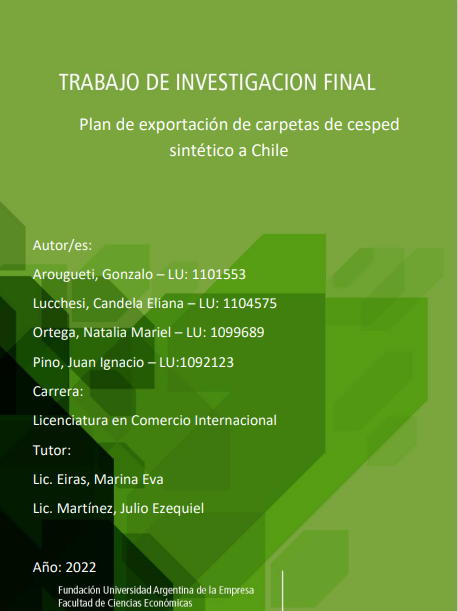 TRABAJO DE INVESTIGACION FINAL
Plan de exportación de carpetas de cesped
sintético a Chile
Autor/es:
Arougueti, Gonzalo – LU: 1101553
Lucchesi, Candela Eliana – LU: 1104575
Ortega, Natalia Mariel – LU: 1099689
Pino, Juan Ignacio – LU:1092123
Carrera:
Licenciatura en Comercio Internacional
Tutor:
Lic. Eiras, Marina Eva
Lic. Martínez, Julio Ezequiel
Año: 2022
Fundación Universidad Argentina de la Empresa
Facultad de Ciencias Económicas